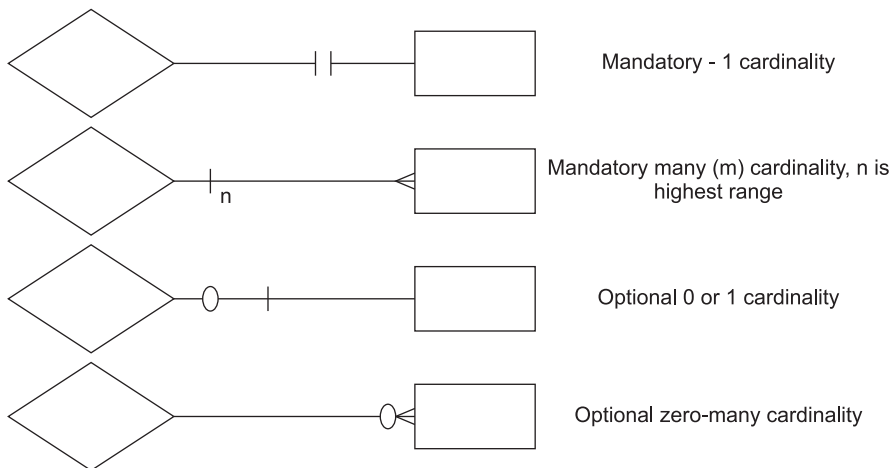 Mandatory - 1 cardinality
n
Mandatory many (m) cardinality, n is
highest range
Optional 0 or 1 cardinality
Optional zero-many cardinality